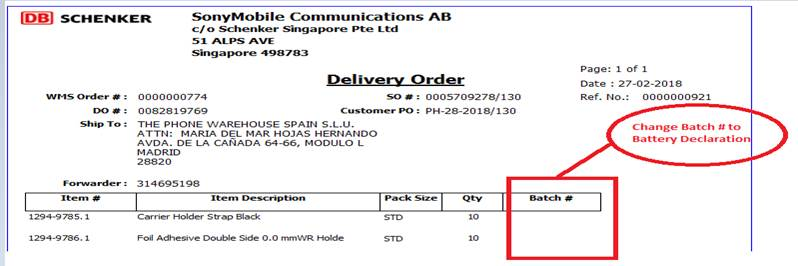 DB SCHENKER
SonyMobile Communications AB
c/o Schenker Singapore Pte Ltd
51 ALPS AVE
Singapore 498783
Delivery Order
Page: 1 of 1
Date : 27-02-2018
Ref. No.: 0000000921
WMS Order # : 0000000774
SO # : 0005709278/130
DO # : 0082819769
Customer PO : PH-28-2018/130
Ship To : THE PHONE WAREHOUSE SPAIN S.L.U.
ATTN: MARIA DEL MAR HOJAS HERNANDO
AVDA. DE LA CAÑADA 64-66, MODULO L
MADRID
28820
Change Batch # to
Battery Declaration
Forwarder : 314695198
Item # Item Description Pack Size Qty Batch #
1294-9785.1 Carrier Holder Strap Black STD 10
1294-9786.1 Foil Adhesive Double Side 0.0 mmWR Holde STD 10